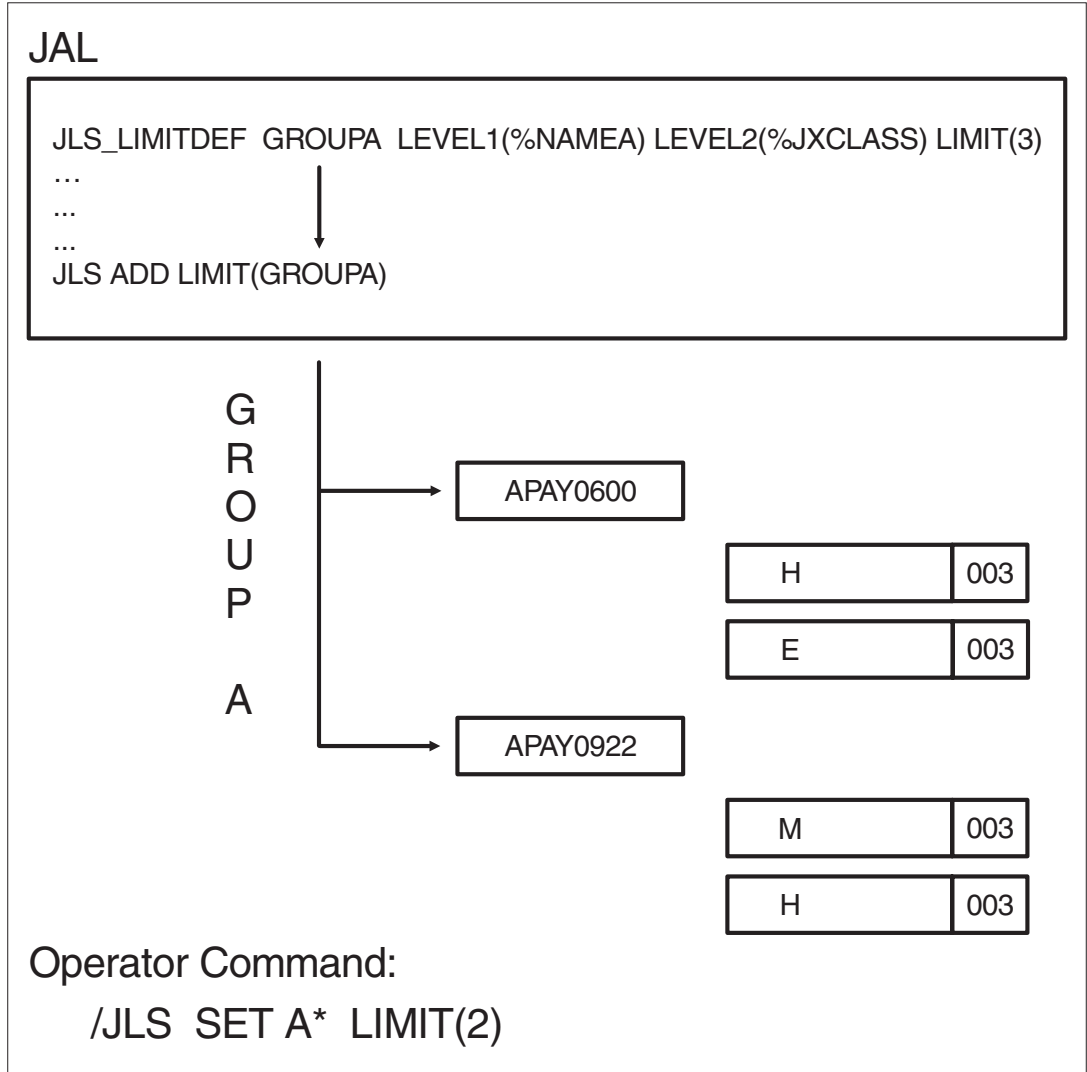 JAL
JLS_LIMITDEF GROUPA LEVEL1(%NAMEA) LEVEL2(%JXCLASS) LIMIT(3)
...
...
...
JLS ADD LIMIT(GROUPA)
G
R
O
U
P
A
APAY0600
H 003
E 003
APAY0922
M 003
H 003
Operator Command:
/JLS SET A* LIMIT(2)